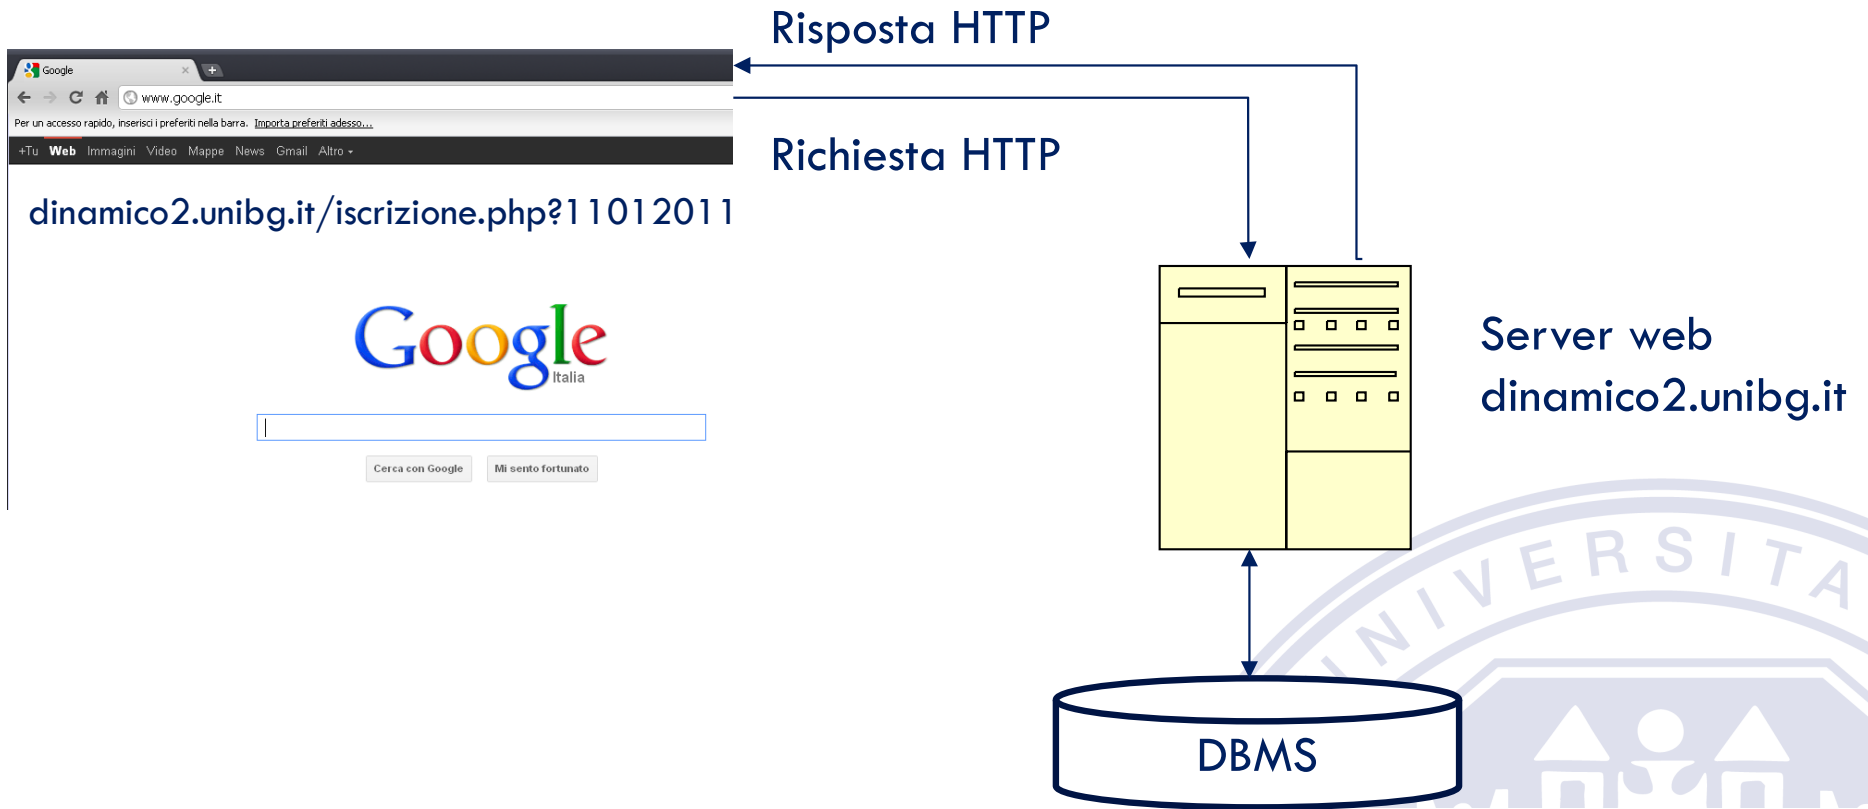 Risposta HTTP
Google
www.google.it
Per un accesso rapido, inserisci i preferiti nella barra. Importa preferiti adesso...
+Tu Web Immagini Video Mappe News Gmail Altro
Richiesta HTTP
dinamico2.unibg.it/iscrizione.php?11012011
Google
Italia
Cerca con Google Mi sento fortunato
Server web
dinamico2.unibg.it
UNIVERSITA
DBMS